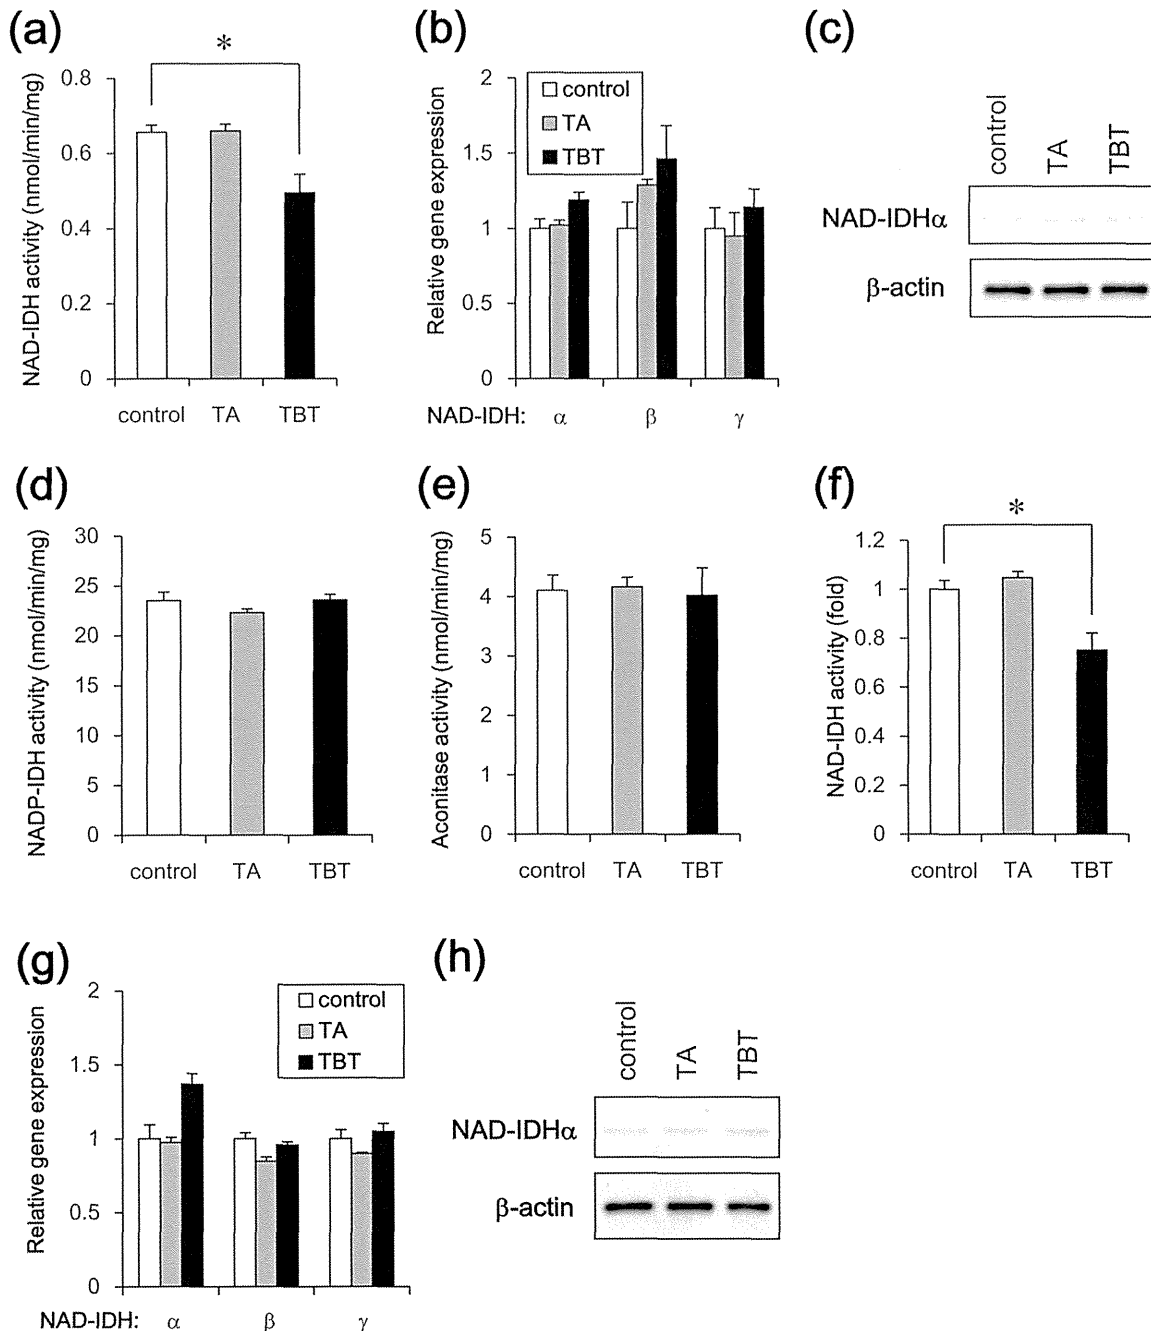 (a)
*
NAD-IDH activity (nmol/min/mg)
0.8
0.6
0.4
0.2
0
control TA TBT
(b)
Relative gene expression
2
1.5
1
0.5
0
control
TA
TBT
NAD-IDH: α β γ
(c)
control TA TBT
NAD-IDHα
β-actin
(d)
NADP-IDH activity (nmol/min/mg)
30
25
20
15
10
5
0
control TA TBT
(e)
Aconitase activity (nmol/min/mg)
5
4
3
2
1
0
control TA TBT
(f)
*
NAD-IDH activity (fold)
1.2
1
0.8
0.6
0.4
0.2
0
control TA TBT
(g)
Relative gene expression
2
1.5
1
0.5
0
control
TA
TBT
NAD-IDH: α β γ
(h)
control TA TBT
NAD-IDHα
β-actin